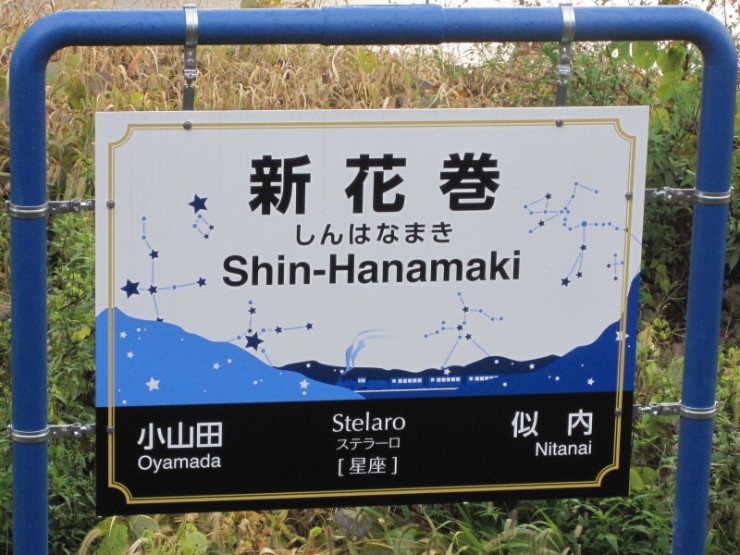 新花巻
しんはなまき
Shin-Hanamaki
小山田
Oyamada
Stelaro
ステラーロ
[星座]
似内
Nitanai